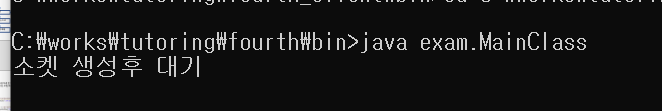 C:₩works₩tutoring₩fourth₩bin>java exam.MainClass
소켓 생성후 대기